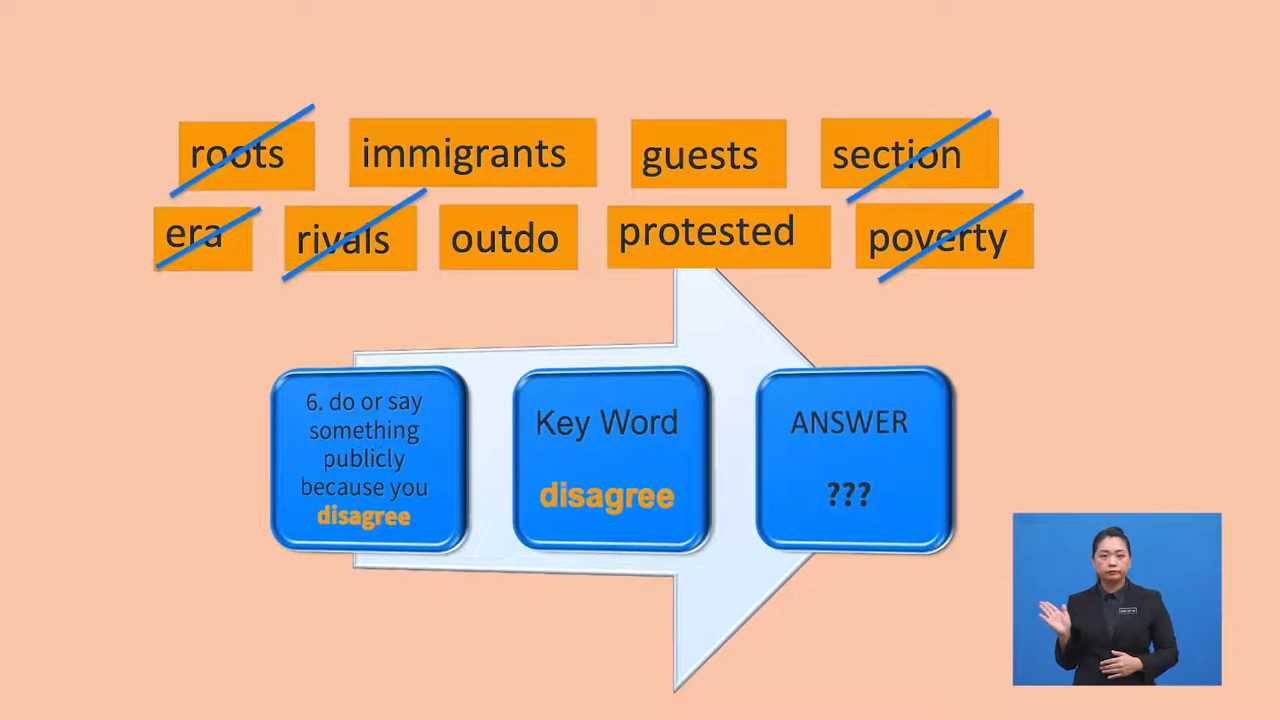 roots immigrants guests section
era rivals outdo protested poverty
6. do or say
something
publicly
because you
disagree
Key Word
disagree
ANSWER
???